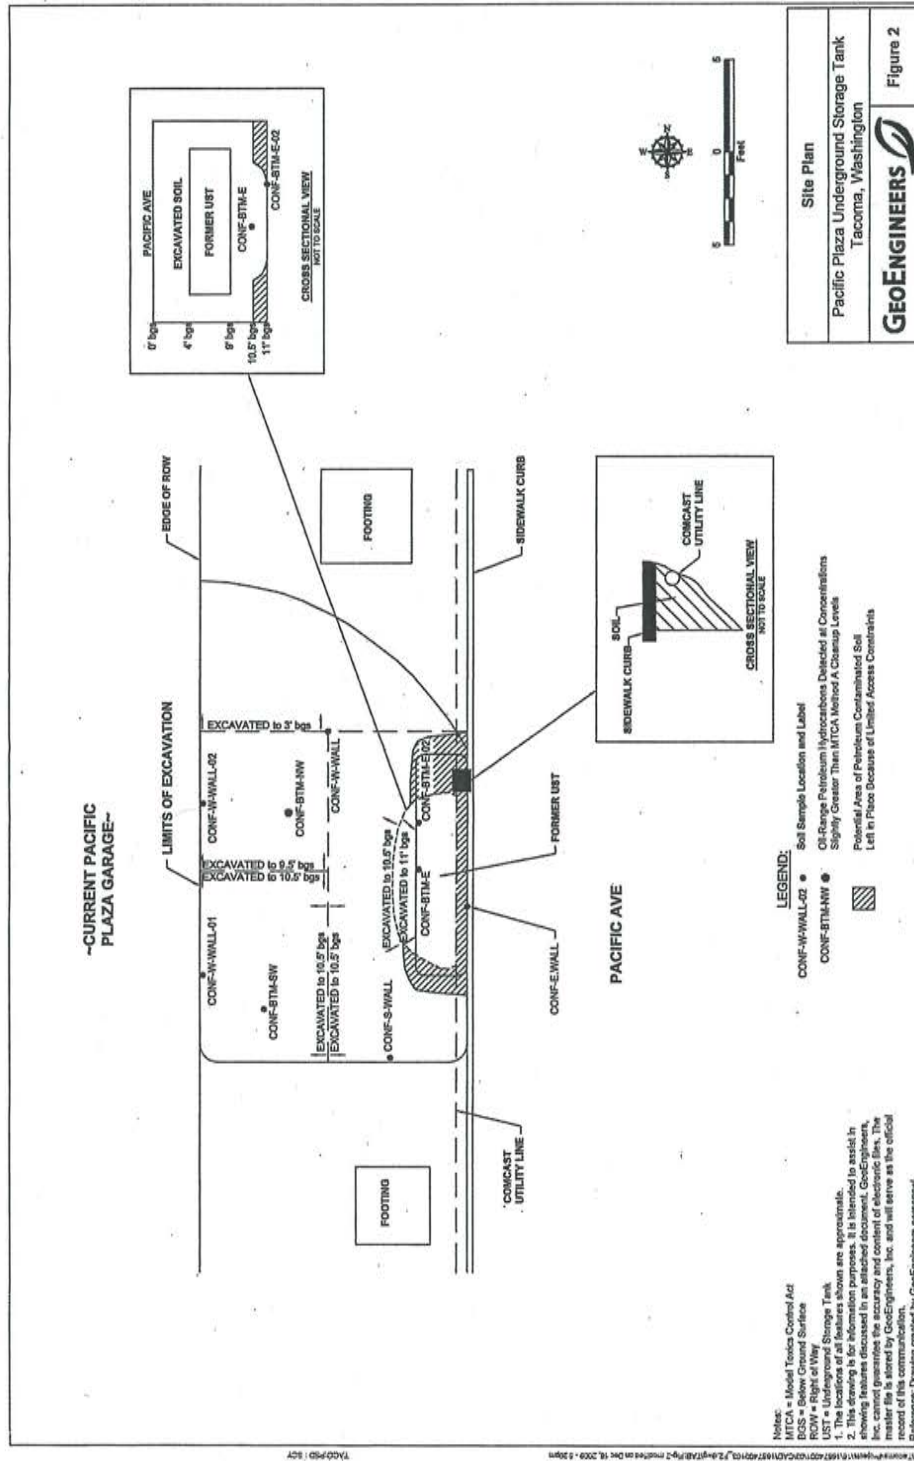 ~CURRENT PACIFIC
PLAZA GARAGE~
LIMITS OF EXCAVATION
EDGE OF ROW
CONF-W-WALL-01
CONF-W-WALL-02
EXCAVATED to 3' bgs
CONF-BTM-SW
CONF-BTM-NW
EXCAVATED to 9.5' bgs
EXCAVATED to 10.5' bgs
CONF-W-WALL
EXCAVATED to 10.5' bgs
EXCAVATED to 10.5' bgs
CONF-S-WALL
EXCAVATED to 10.5' bgs
EXCAVATED to 11' bgs
CONF-BTM-E
CONF-BTM-E-02
FOOTING
FOOTING
COMCAST
UTILITY LINE
CONF-E.WALL
FORMER UST
SIDEWALK CURB
PACIFIC AVE
PACIFIC AVE
0' bgs
EXCAVATED SOIL
4' bgs
FORMER UST
9' bgs
CONF-BTM-E
10.5' bgs
11' bgs
CONF-BTM-E-02
CROSS SECTIONAL VIEW
NOT TO SCALE
SIDEWALK CURB
SOIL
COMCAST
UTILITY LINE
CROSS SECTIONAL VIEW
NOT TO SCALE
N
W
E
S
5 0 5
Feet
LEGEND:
CONF-W-WALL-02 Soil Sample Location and Label
CONF-BTM-NW Oil-Range Petroleum Hydrocarbons Detected at Concentrations
Slightly Greater Than MTCA Method A Cleanup Levels
Potential Area of Petroleum Contaminated Soil
Left in Place Because of Limited Access Constraints
Notes:
MTCA = Model Toxics Control Act
BGS = Below Ground Surface
ROW = Right of Way
UST = Underground Storage Tank
1. The locations of all features shown are approximate.
2. This drawing is for information purposes. It is intended to assist in
showing features discussed in an attached document. GeoEngineers,
Inc. cannot guarantee the accuracy and content of electronic files. The
master file is stored by GeoEngineers, Inc. and will serve as the official
record of this communication.
Reference: Drawing created by GeoEngineers personnel
Site Plan
Pacific Plaza Underground Storage Tank
Tacoma, Washington
GEOENGINEERS
Figure 2
modified on Dec 18, 2009 -